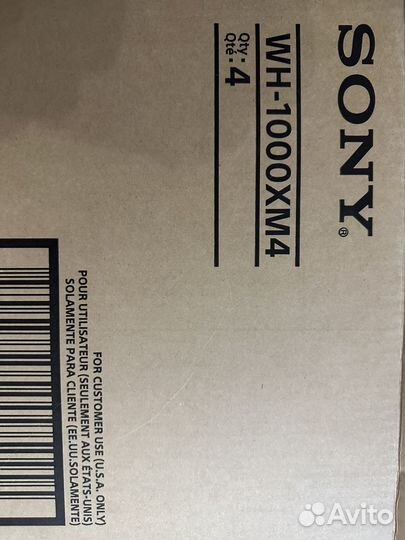 SONY®
WH-1000XM4
Qty. 4
Qté.
FOR CUSTOMER USE (U.S.A. ONLY)
POUR UTILISATEUR (SEULEMENT AUX ÉTATS-UNIS)
SOLAMENTE PARA CLIENTE (EE.UU.SOLAMENTE)
Avito